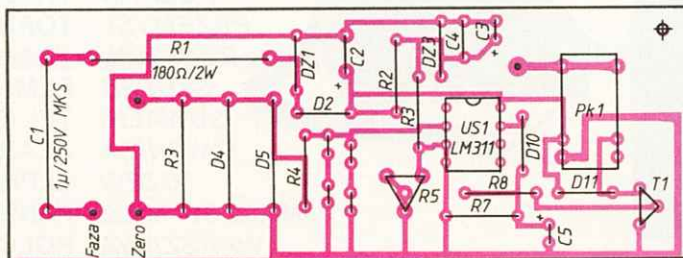 R1
180Ω/2W
C1
1µ/250V MKS
Faza
Zero
R3
D4
D5
R4
DZ1
D2
C2
+
R2
R3
DZ3
C4
C3
+
US1
LM311
R5
D10
R8
R7
C5
+
Pk1
D11
T1